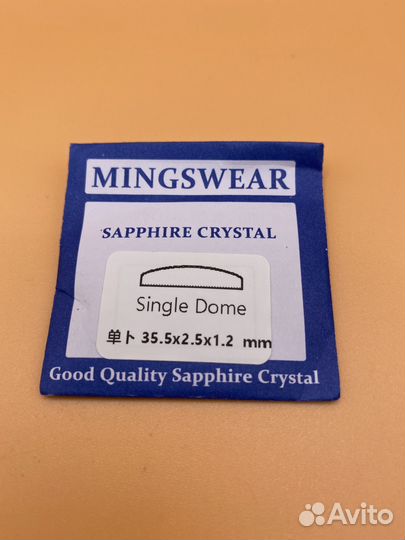 MINGSWEAR
SAPPHIRE CRYSTAL
Single Dome
单卜 35.5x2.5x1.2 mm
Good Quality Sapphire Crystal
Avito